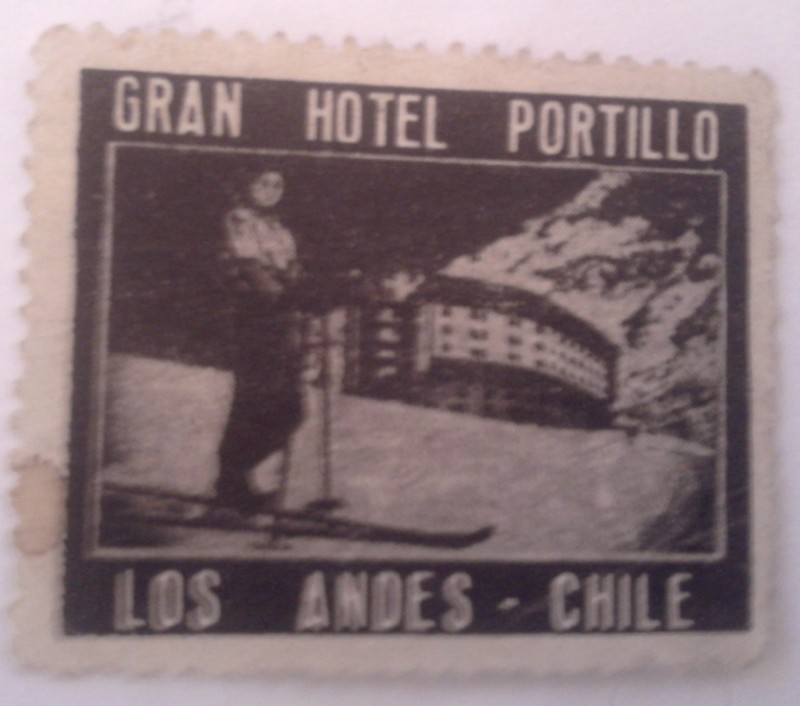 GRAN HOTEL PORTILLO
LOS ANDES - CHILE